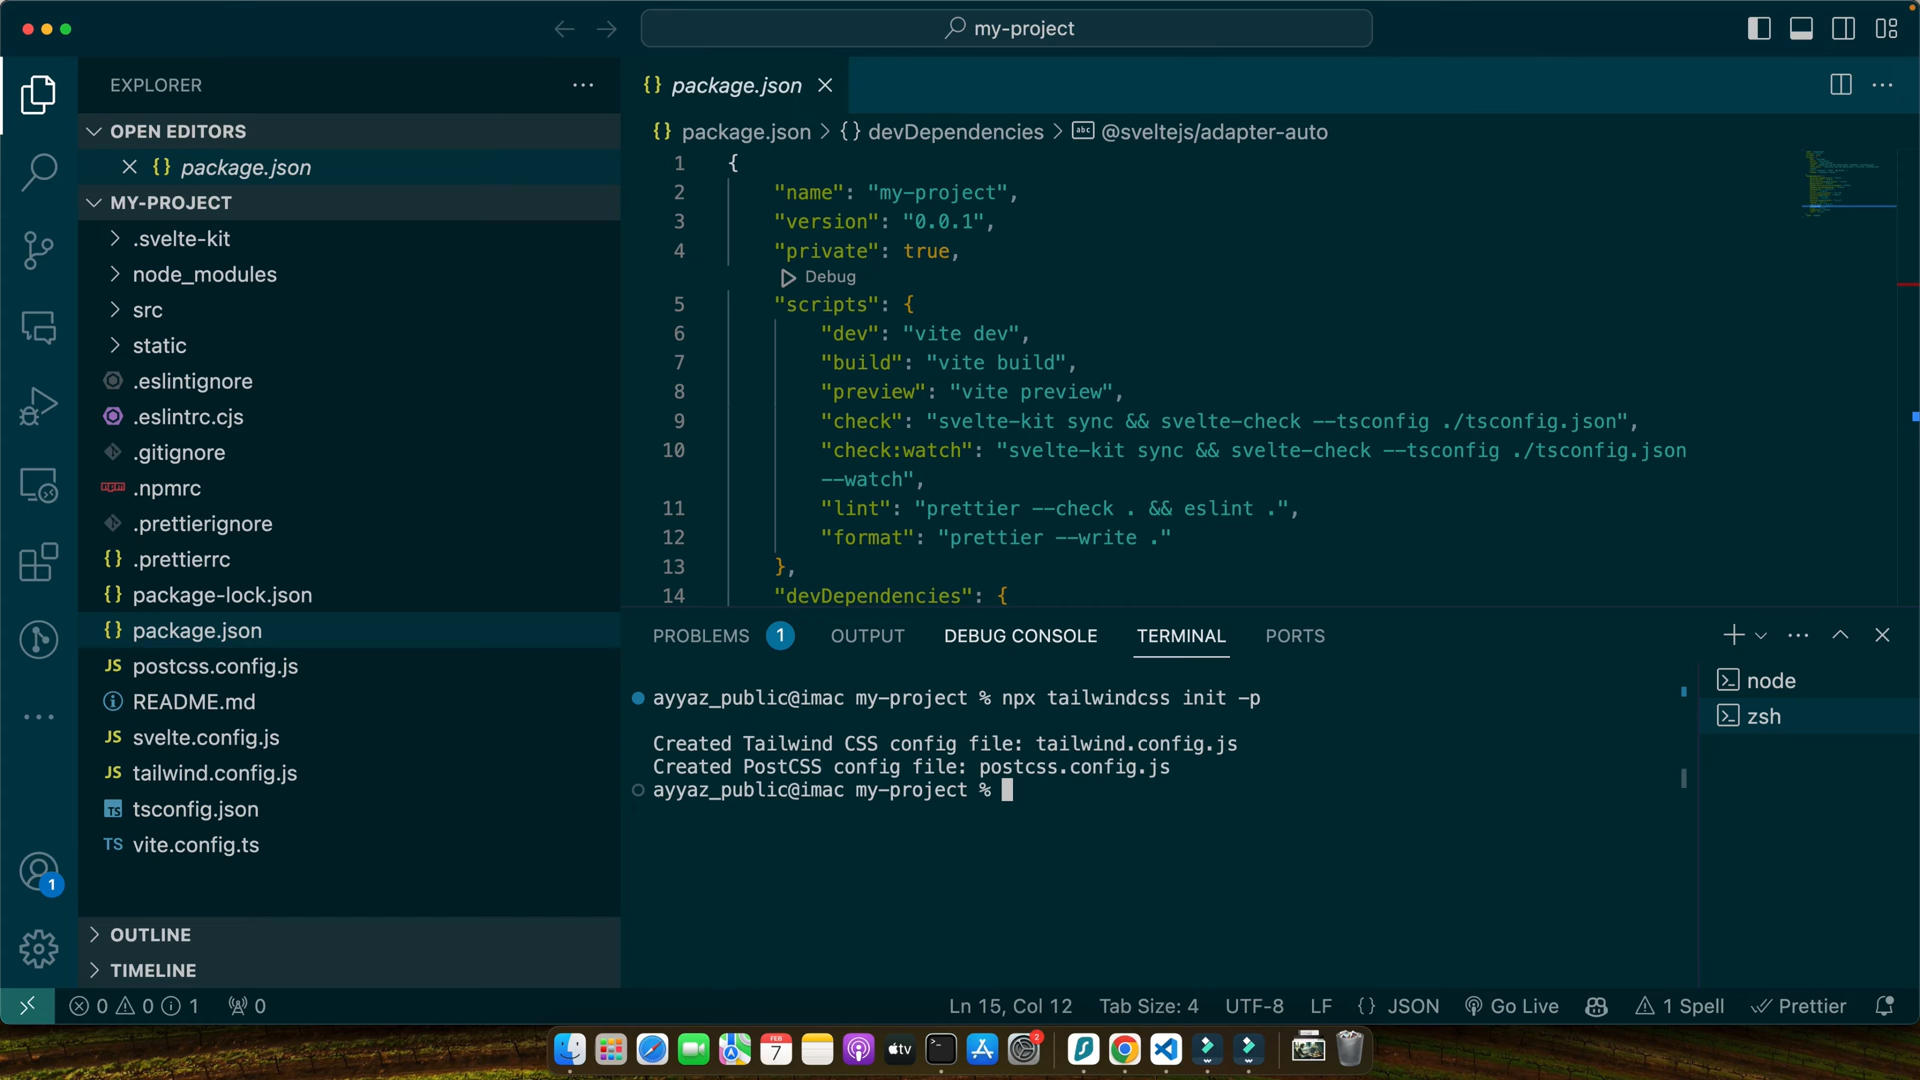 my-project
EXPLORER
OPEN EDITORS
package.json
MY-PROJECT
.svelte-kit
node_modules
src
static
.eslintignore
.eslintrc.cjs
.gitignore
.npmrc
.prettierignore
.prettierrc
package-lock.json
package.json
postcss.config.js
README.md
svelte.config.js
tailwind.config.js
tsconfig.json
vite.config.ts
OUTLINE
TIMELINE
package.json
package.json > {} devDependencies > abc @sveltejs/adapter-auto
1 {
2 "name": "my-project",
3 "version": "0.0.1",
4 "private": true,
Debug
5 "scripts": {
6 "dev": "vite dev",
7 "build": "vite build",
8 "preview": "vite preview",
9 "check": "svelte-kit sync && svelte-check --tsconfig ./tsconfig.json",
10 "check:watch": "svelte-kit sync && svelte-check --tsconfig ./tsconfig.json
--watch",
11 "lint": "prettier --check . && eslint .",
12 "format": "prettier --write ."
13 },
14 "devDependencies": {
PROBLEMS 1 OUTPUT DEBUG CONSOLE TERMINAL PORTS
ayyaz_public@imac my-project % npx tailwindcss init -p
Created Tailwind CSS config file: tailwind.config.js
Created PostCSS config file: postcss.config.js
ayyaz_public@imac my-project %
node
zsh
1
0 0 1 0 Ln 15, Col 12 Tab Size: 4 UTF-8 LF {} JSON Go Live 1 Spell Prettier
FEB
7
tv
2